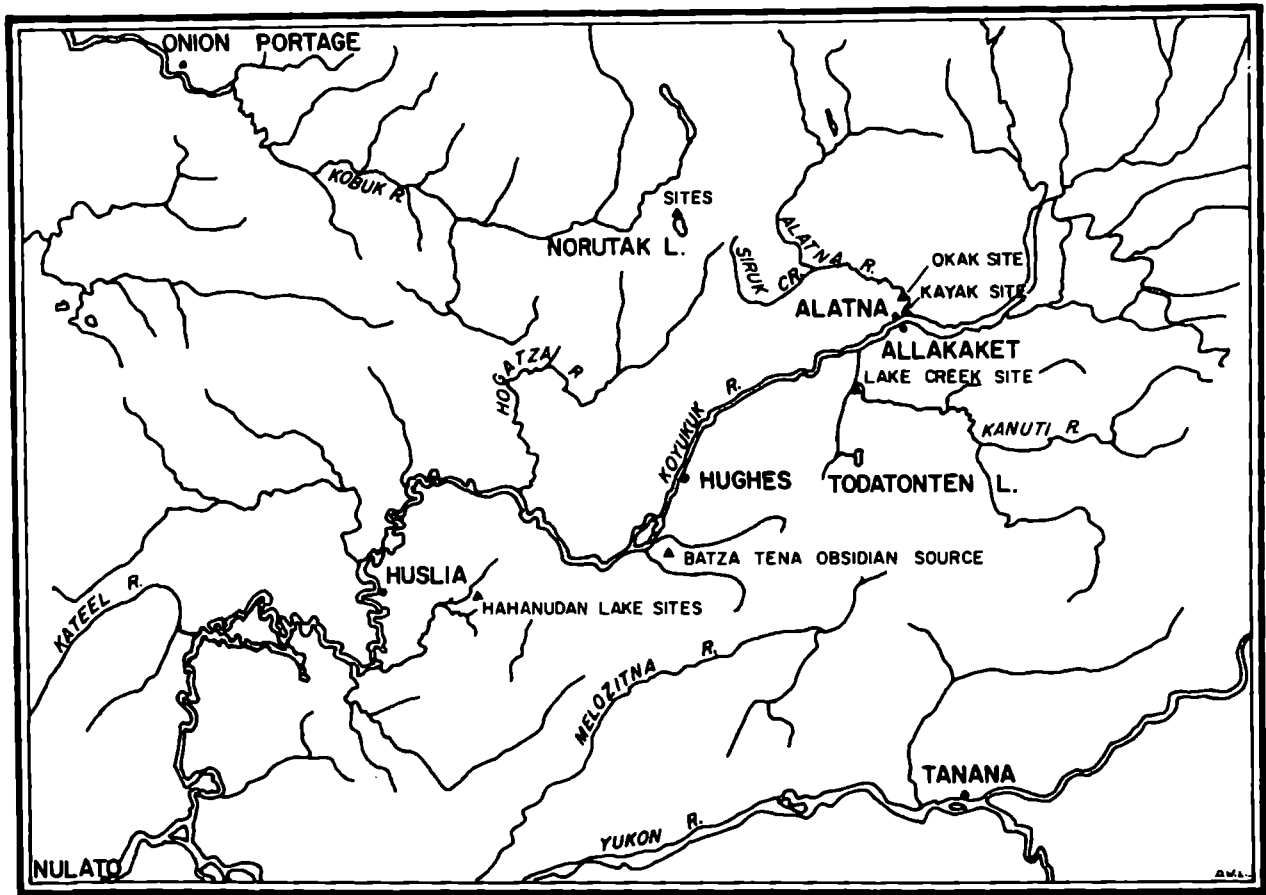 ONION PORTAGE
KOBUK R.
SITES
NORUTAK L.
ALATNA R.
SIRUK CR.
OKAK SITE
KAYAK SITE
ALATNA
ALLAKAKET
LAKE CREEK SITE
HOGATZA R.
KOYUKUK R.
KANUTI R.
HUGHES
TODATONTEN L.
BATZA TENA OBSIDIAN SOURCE
HUSLIA
HAHANUDAN LAKE SITES
KATEEL R.
MELOZITNA R.
TANANA
YUKON R.
NULATO